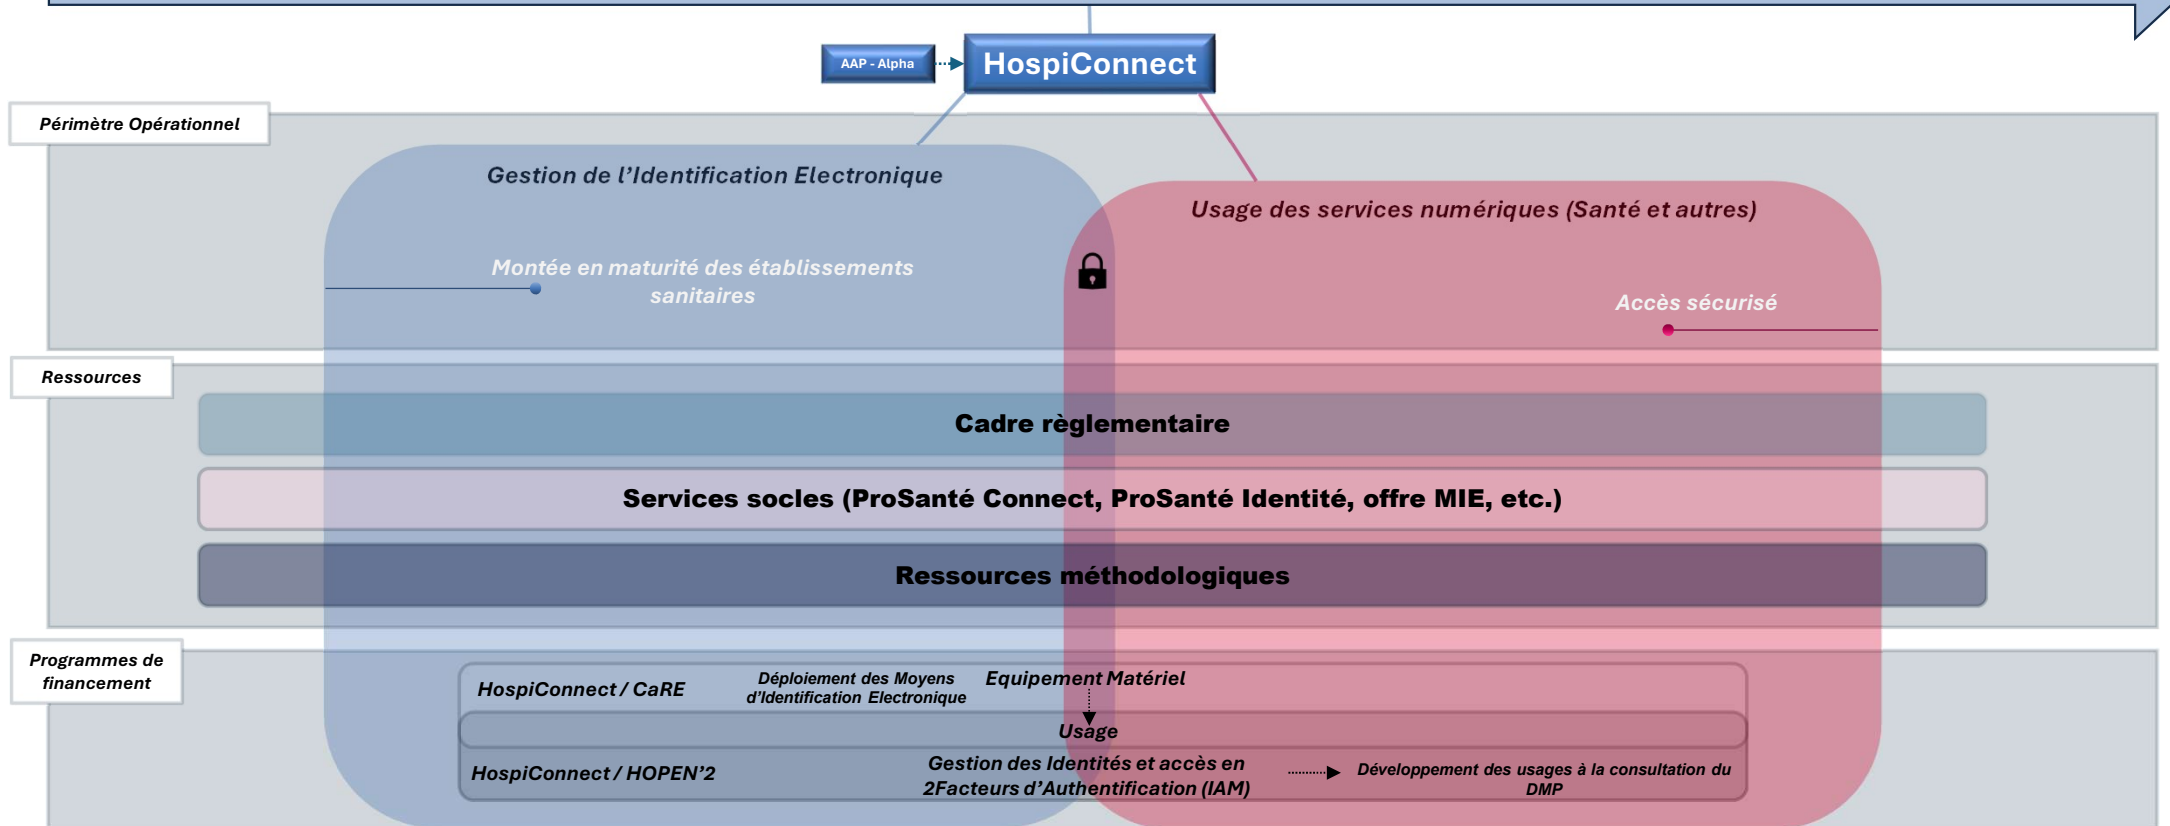 AAP - Alpha
HospiConnect
Périmètre Opérationnel
Gestion de l’Identification Electronique
Usage des services numériques (Santé et autres)
Montée en maturité des établissements
sanitaires
Accès sécurisé
Ressources
Cadre règlementaire
Services socles (ProSanté Connect, ProSanté Identité, offre MIE, etc.)
Ressources méthodologiques
Programmes de
financement
HospiConnect / CaRE
Déploiement des Moyens
d’Identification Electronique
Equipement Matériel
Usage
HospiConnect / HOPEN’2
Gestion des Identités et accès en
2Facteurs d’Authentification (IAM)
Développement des usages à la consultation du
DMP